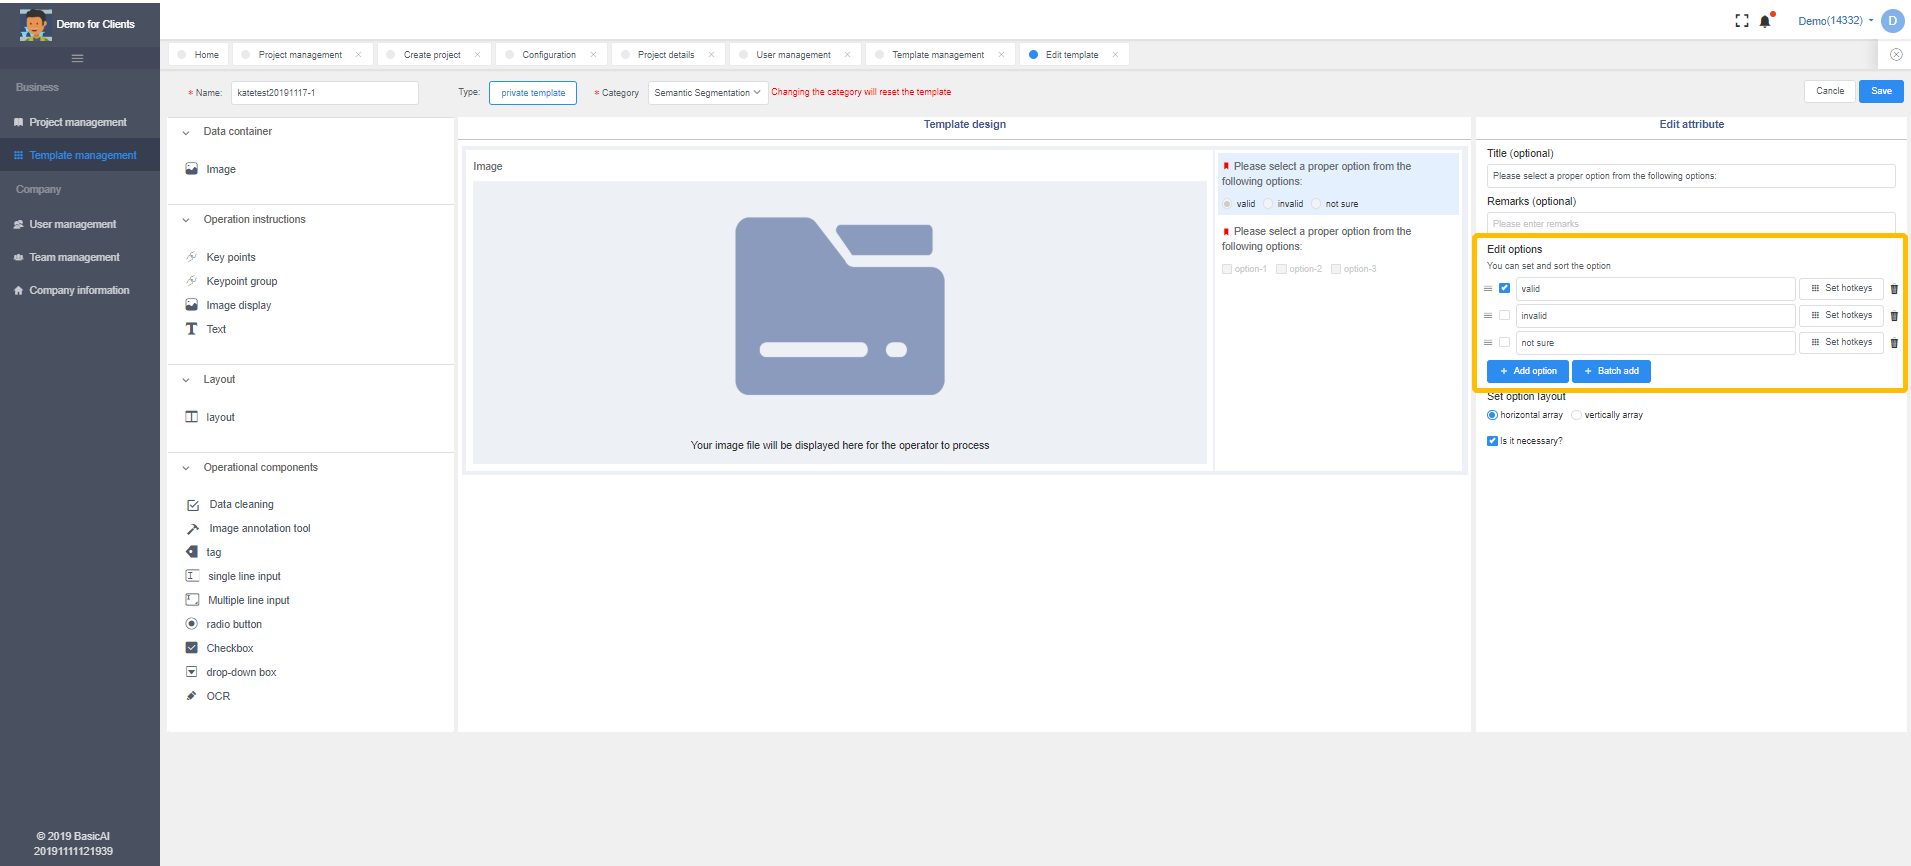 Demo for Clients
Demo(14332)
D
Home
Project management
Create project
Configuration
Project details
User management
Template management
Edit template
Business
Project management
Template management
Company
User management
Team management
Company information
© 2019 BasicAI
20191111121939
* Name:
katetest20191117-1
Type:
private template
* Category
Semantic Segmentation
Changing the category will reset the template
Cancle
Save
Data container
Image
Operation instructions
Key points
Keypoint group
Image display
Text
Layout
layout
Operational components
Data cleaning
Image annotation tool
tag
single line input
Multiple line input
radio button
Checkbox
drop-down box
OCR
Template design
Image
Your image file will be displayed here for the operator to process
Please select a proper option from the
following options:
valid invalid not sure
Please select a proper option from the
following options:
option-1 option-2 option-3
Edit attribute
Title (optional)
Please select a proper option from the following options:
Remarks (optional)
Please enter remarks
Edit options
You can set and sort the option
valid Set hotkeys
invalid Set hotkeys
not sure Set hotkeys
+ Add option + Batch add
Set option layout
horizontal array vertically array
Is it necessary?